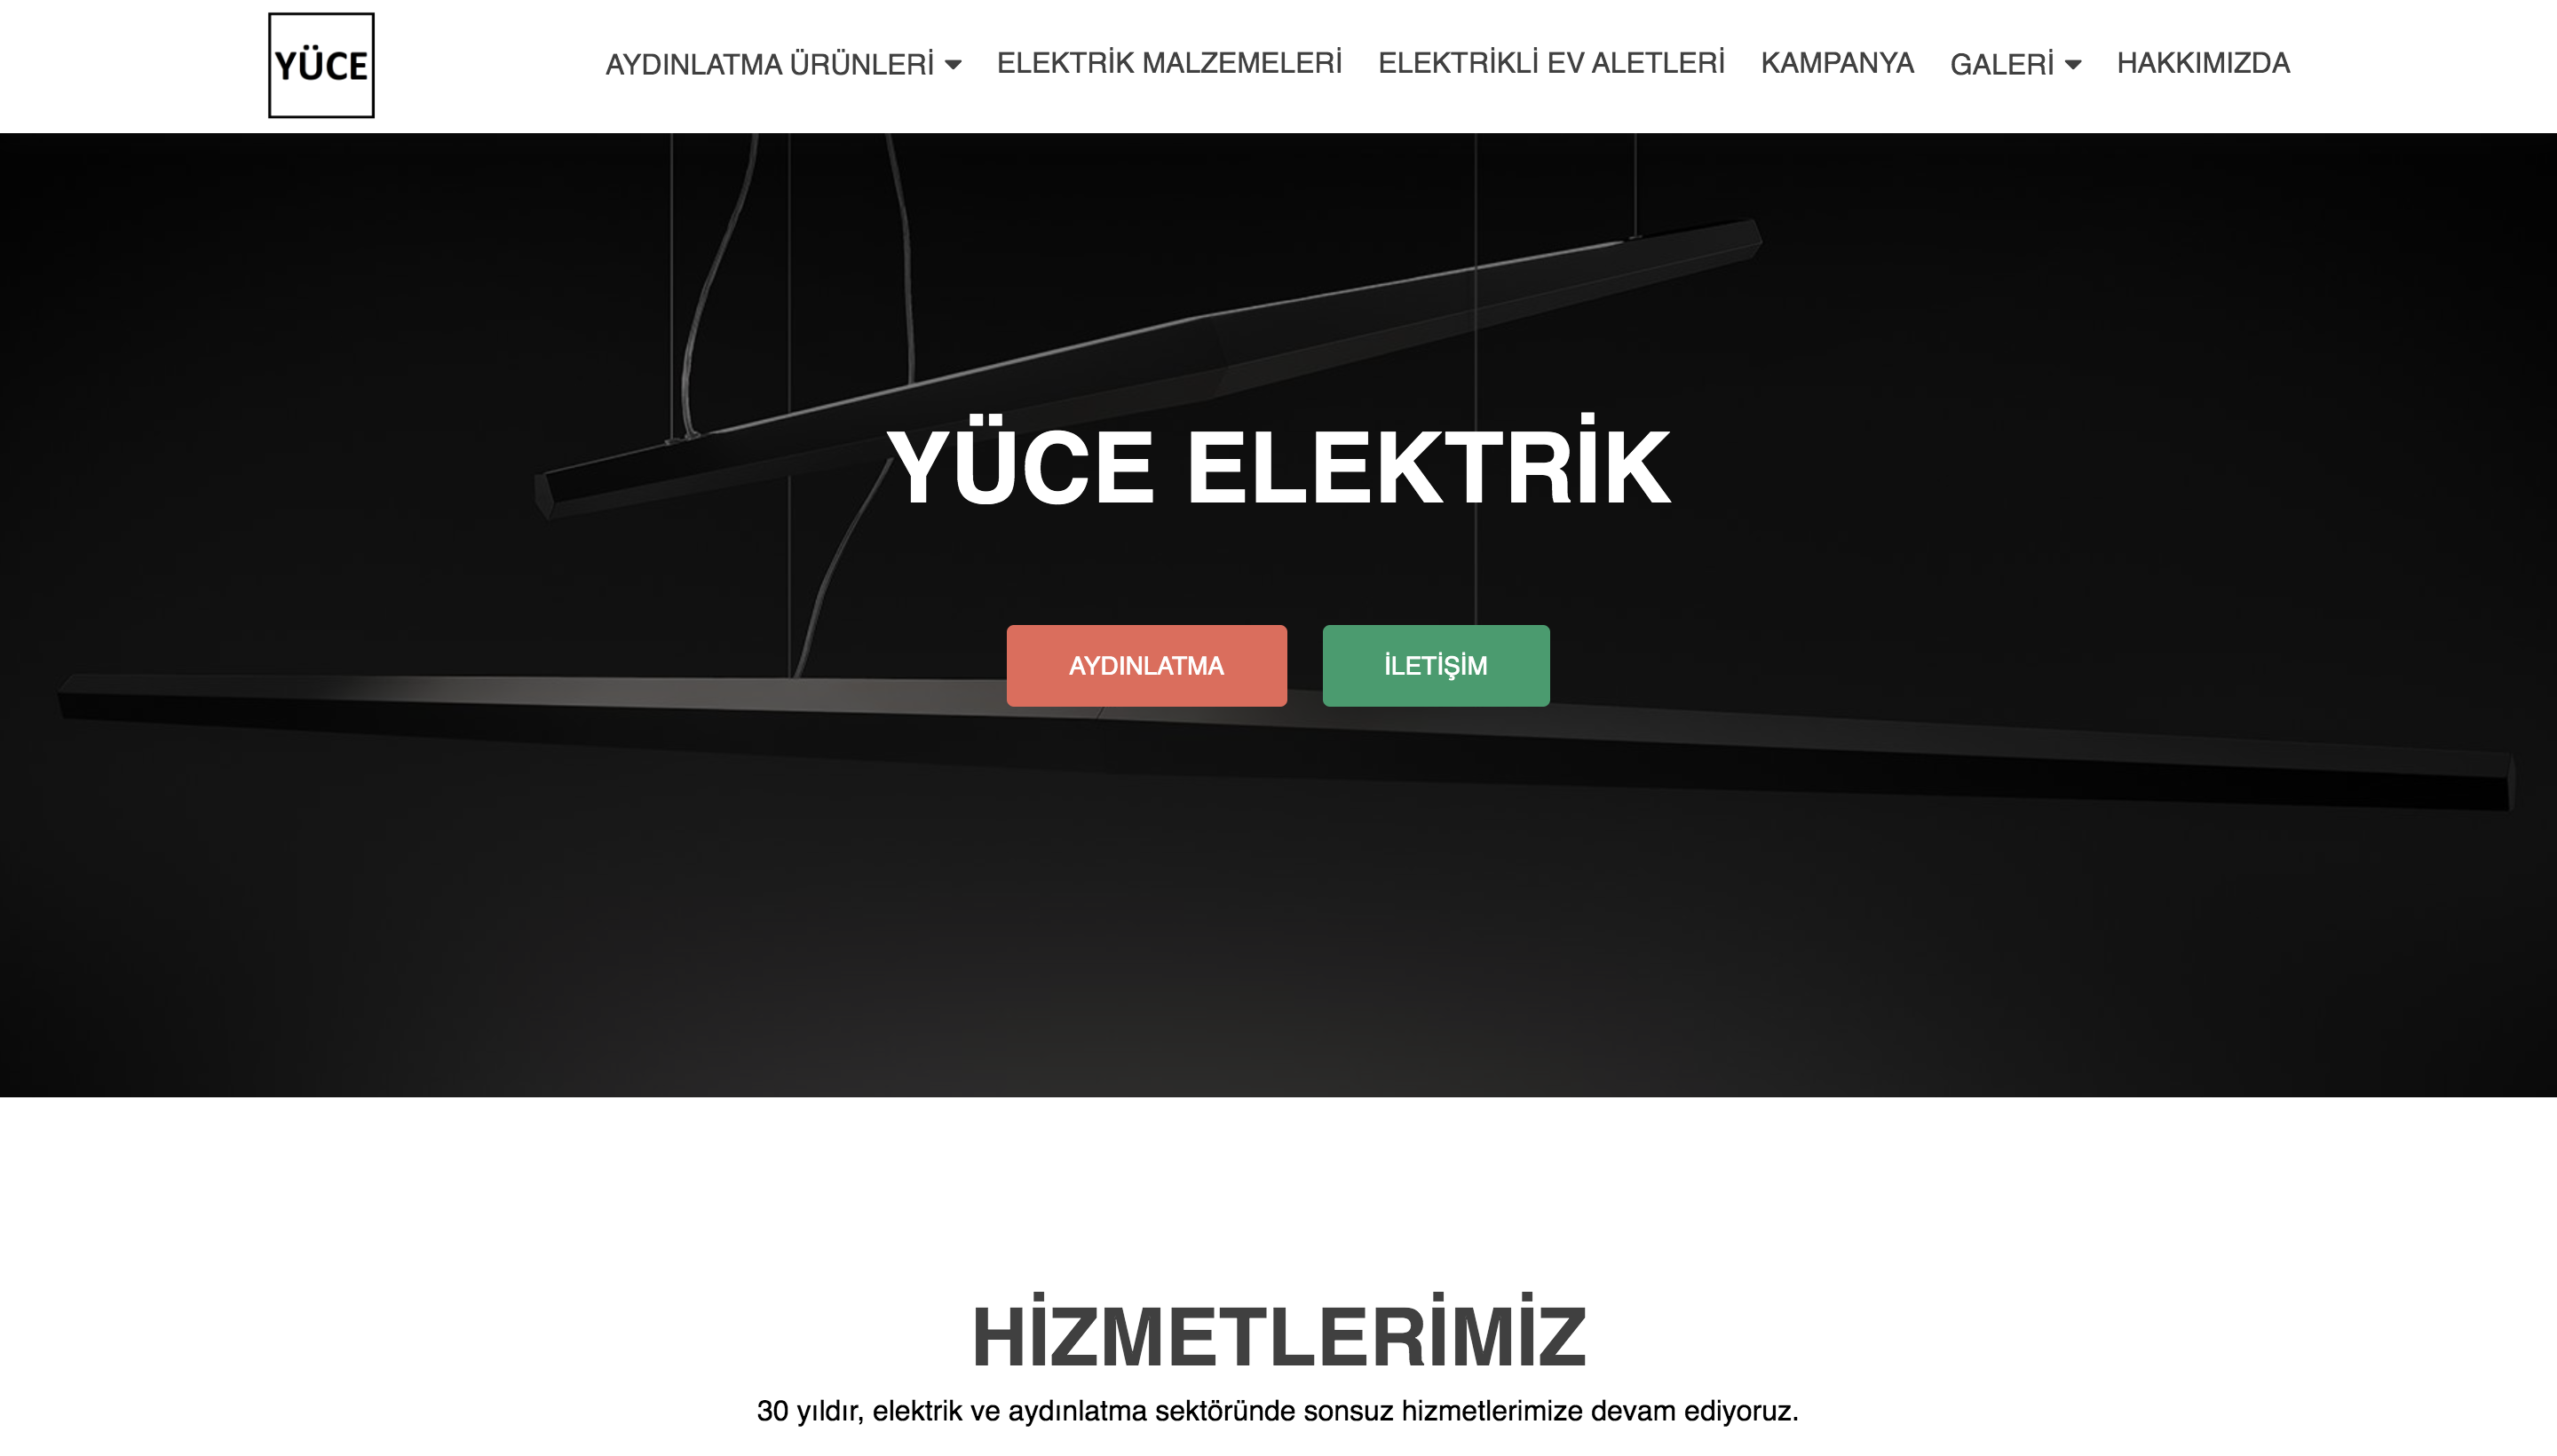 YÜCE
AYDINLATMA ÜRÜNLERİ ELEKTRİK MALZEMELERİ ELEKTRİKLİ EV ALETLERİ KAMPANYA GALERİ HAKKIMIZDA
YÜCE ELEKTRİK
AYDINLATMA İLETİŞİM
HİZMETLERİMİZ
30 yıldır, elektrik ve aydınlatma sektöründe sonsuz hizmetlerimize devam ediyoruz.